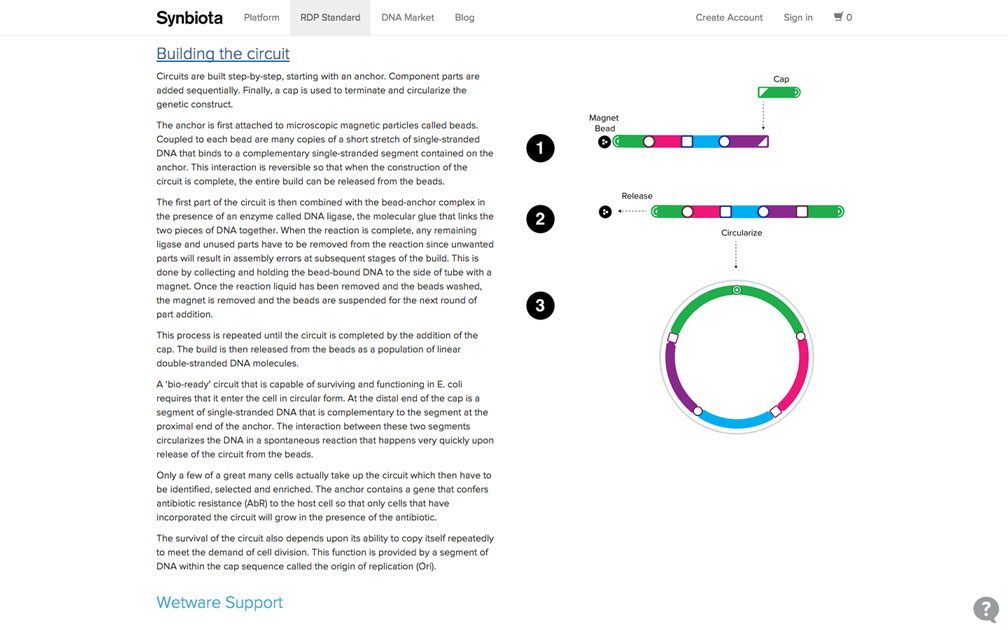 Synbiota
Platform
RDP Standard
DNA Market
Blog
Create Account
Sign in
0
Building the circuit
Circuits are built step-by-step, starting with an anchor. Component parts are
added sequentially. Finally, a cap is used to terminate and circularize the
genetic construct.
The anchor is first attached to microscopic magnetic particles called beads.
Coupled to each bead are many copies of a short stretch of single-stranded
DNA that binds to a complementary single-stranded segment contained on the
anchor. This interaction is reversible so that when the construction of the
circuit is complete, the entire build can be released from the beads.
The first part of the circuit is then combined with the bead-anchor complex in
the presence of an enzyme called DNA ligase, the molecular glue that links the
two pieces of DNA together. When the reaction is complete, any remaining
ligase and unused parts have to be removed from the reaction since unwanted
parts will result in assembly errors at subsequent stages of the build. This is
done by collecting and holding the bead-bound DNA to the side of tube with a
magnet. Once the reaction liquid has been removed and the beads washed,
the magnet is removed and the beads are suspended for the next round of
part addition.
This process is repeated until the circuit is completed by the addition of the
cap. The build is then released from the beads as a population of linear
double-stranded DNA molecules.
A 'bio-ready' circuit that is capable of surviving and functioning in E. coli
requires that it enter the cell in circular form. At the distal end of the cap is a
segment of single-stranded DNA that is complementary to the segment at the
proximal end of the anchor. The interaction between these two segments
circularizes the DNA in a spontaneous reaction that happens very quickly upon
release of the circuit from the beads.
Only a few of a great many cells actually take up the circuit which then have to
be identified, selected and enriched. The anchor contains a gene that confers
antibiotic resistance (AbR) to the host cell so that only cells that have
incorporated the circuit will grow in the presence of the antibiotic.
The survival of the circuit also depends upon its ability to copy itself repeatedly
to meet the demand of cell division. This function is provided by a segment of
DNA within the cap sequence called the origin of replication (Ori).
Wetware Support
Cap
Magnet
Bead
1
Release
2
Circularize
3
?